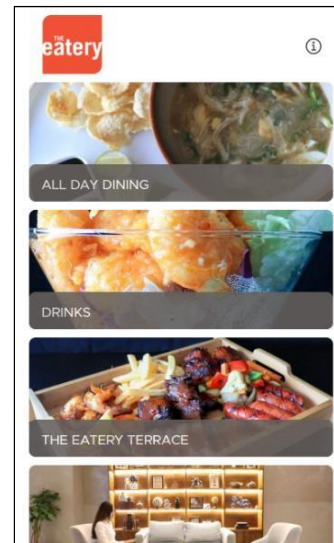 THE
eatery
ALL DAY DINING
DRINKS
THE EATERY TERRACE